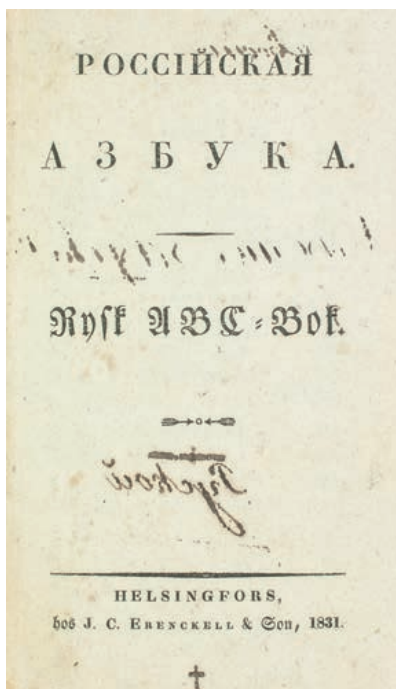 РОССІЙСКАЯ
АЗБУКА.
Rysk ABC-Bok.
HELSINGFORS,
hos J. C. FRENCKELL & Son, 1831.